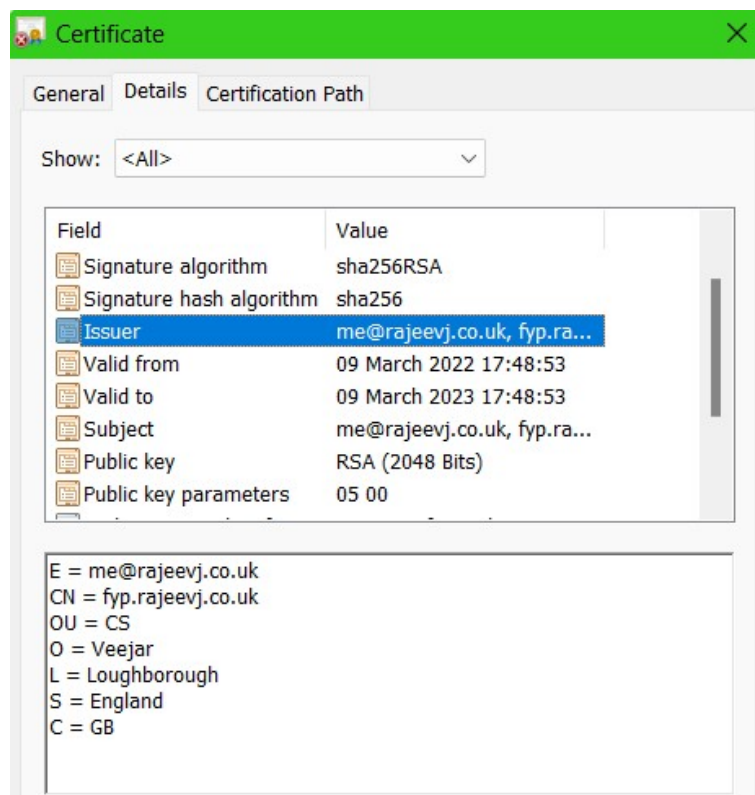 Certificate
General Details Certification Path
Show: <All>
Field Value
Signature algorithm sha256RSA
Signature hash algorithm sha256
Issuer me@rajeevj.co.uk, fyp.ra...
Valid from 09 March 2022 17:48:53
Valid to 09 March 2023 17:48:53
Subject me@rajeevj.co.uk, fyp.ra...
Public key RSA (2048 Bits)
Public key parameters 05 00
E = me@rajeevj.co.uk
CN = fyp.rajeevj.co.uk
OU = CS
O = Veejar
L = Loughborough
S = England
C = GB